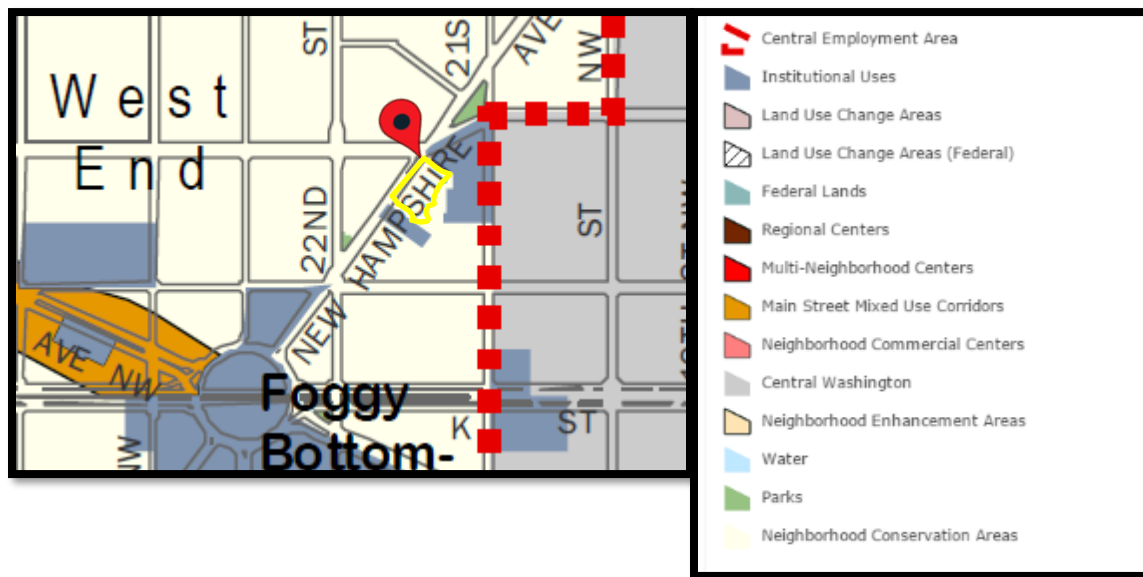 ST
21S
AVE
NW
West
End
NEW HAMPSHIRE
22ND
ST
AVE NW
NW
Foggy
Bottom-
K ST
Central Employment Area
Institutional Uses
Land Use Change Areas
Land Use Change Areas (Federal)
Federal Lands
Regional Centers
Multi-Neighborhood Centers
Main Street Mixed Use Corridors
Neighborhood Commercial Centers
Central Washington
Neighborhood Enhancement Areas
Water
Parks
Neighborhood Conservation Areas